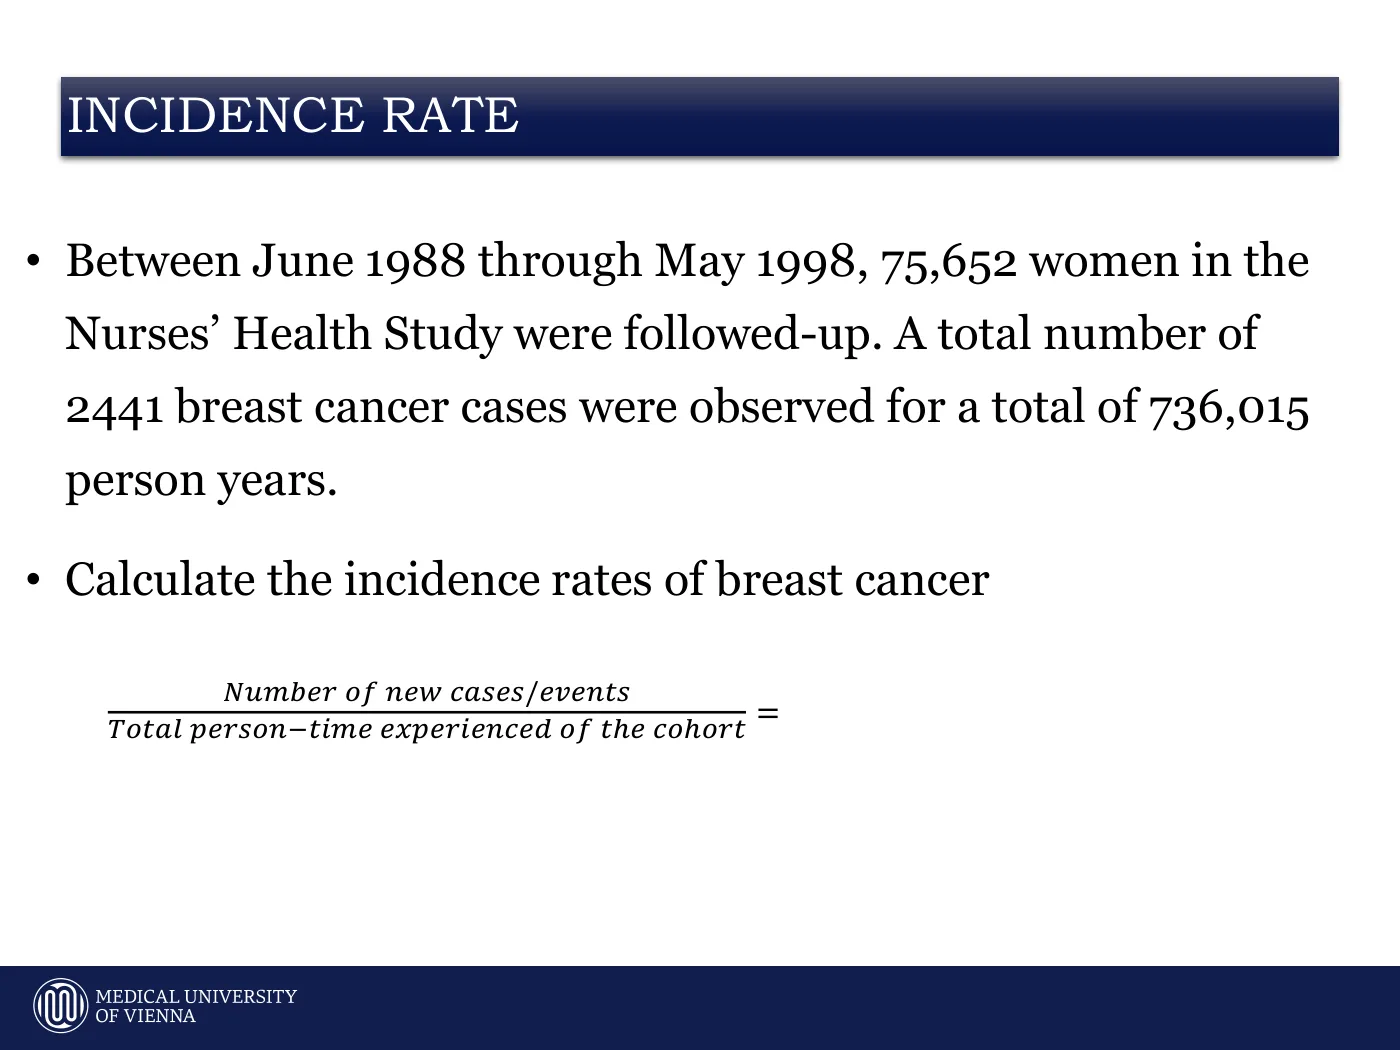 INCIDENCE RATE
• Between June 1988 through May 1998, 75,652 women in the
Nurses’ Health Study were followed-up. A total number of
2441 breast cancer cases were observed for a total of 736,015
person years.
• Calculate the incidence rates of breast cancer
Number of new cases/events
Total person−time experienced of the cohort =
MEDICAL UNIVERSITY
OF VIENNA